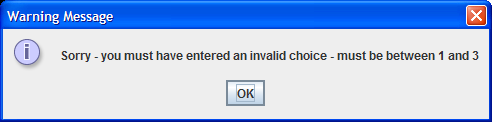 Warning Message
Sorry - you must have entered an invalid choice - must be between 1 and 3
OK